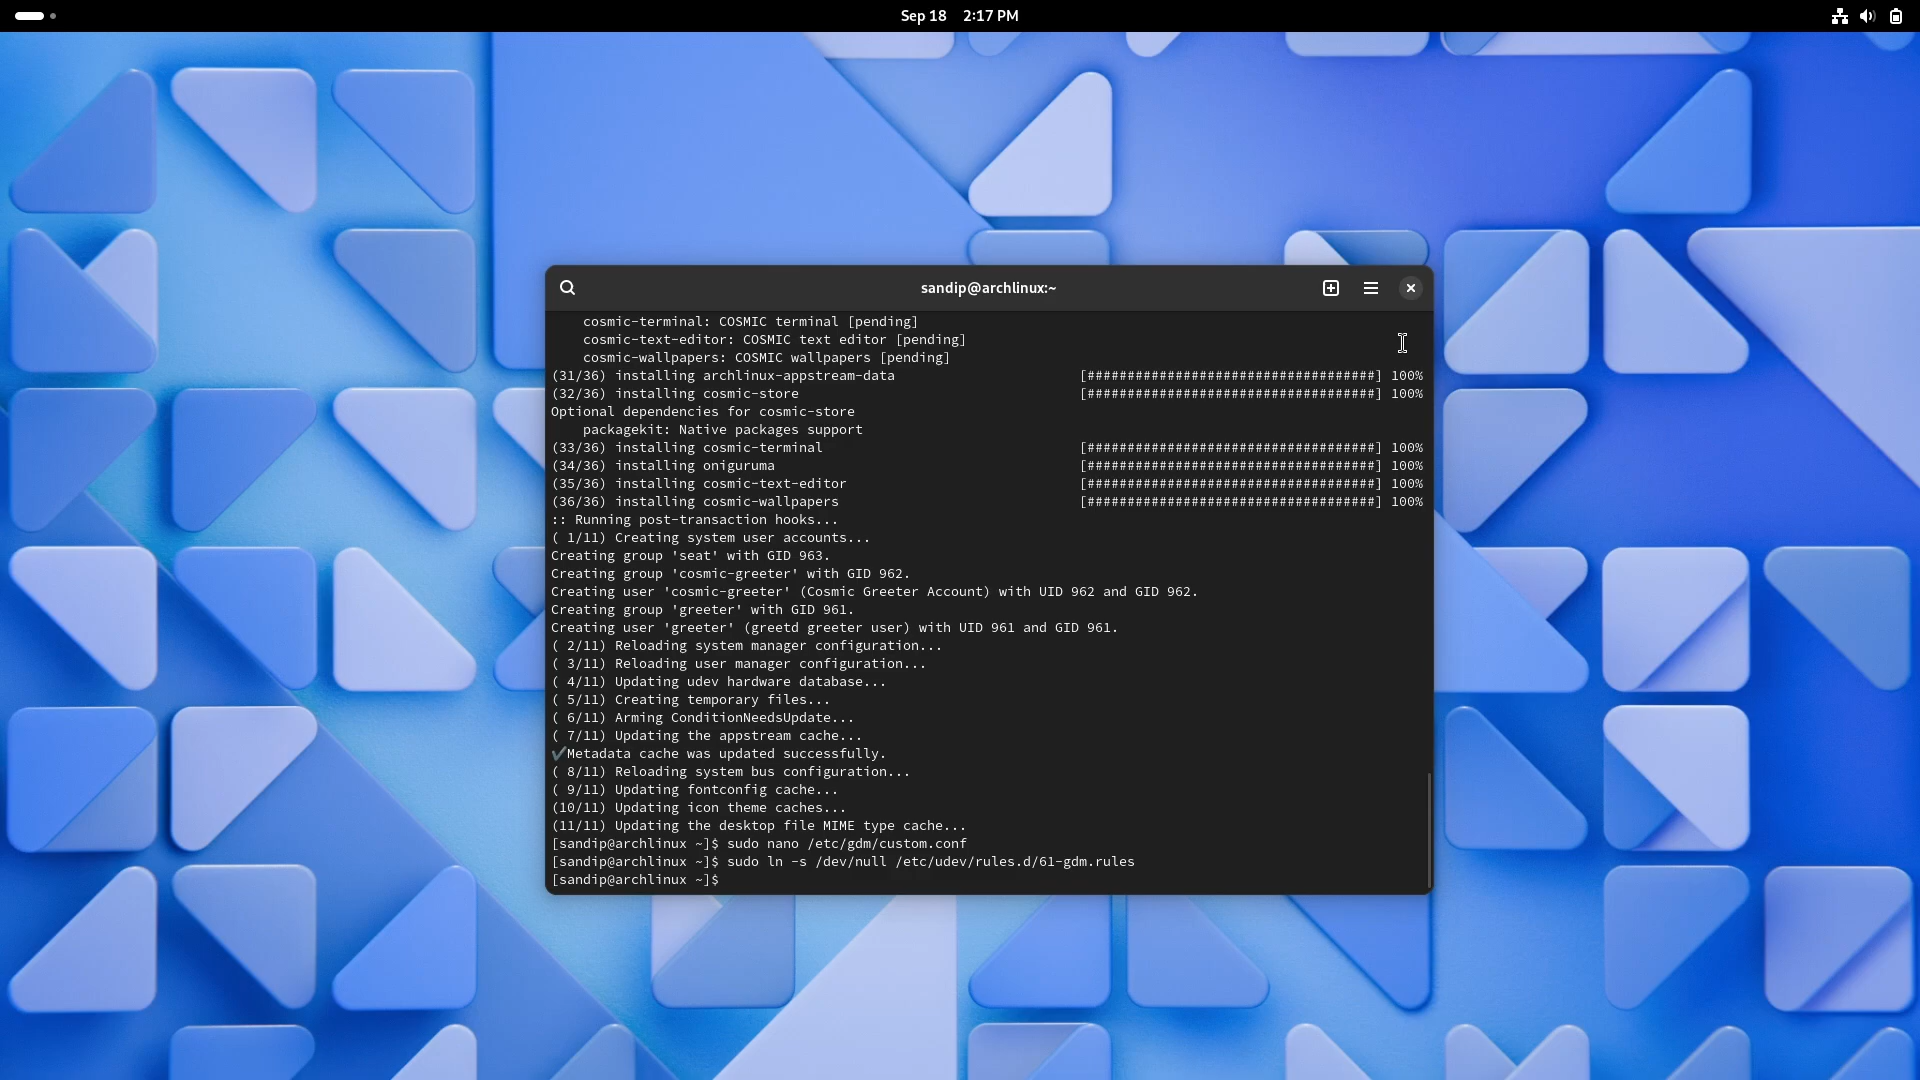 Sep 18 2:17 PM
sandip@archlinux:~
cosmic-terminal: COSMIC terminal [pending]
cosmic-text-editor: COSMIC text editor [pending]
cosmic-wallpapers: COSMIC wallpapers [pending]
(31/36) installing archlinux-appstream-data [####################################] 100%
(32/36) installing cosmic-store [####################################] 100%
Optional dependencies for cosmic-store
packagekit: Native packages support
(33/36) installing cosmic-terminal [####################################] 100%
(34/36) installing oniguruma [####################################] 100%
(35/36) installing cosmic-text-editor [####################################] 100%
(36/36) installing cosmic-wallpapers [####################################] 100%
:: Running post-transaction hooks...
( 1/11) Creating system user accounts...
Creating group 'seat' with GID 963.
Creating group 'cosmic-greeter' with GID 962.
Creating user 'cosmic-greeter' (Cosmic Greeter Account) with UID 962 and GID 962.
Creating group 'greeter' with GID 961.
Creating user 'greeter' (greetd greeter user) with UID 961 and GID 961.
( 2/11) Reloading system manager configuration...
( 3/11) Reloading user manager configuration...
( 4/11) Updating udev hardware database...
( 5/11) Creating temporary files...
( 6/11) Arming ConditionNeedsUpdate...
( 7/11) Updating the appstream cache...
✔Metadata cache was updated successfully.
( 8/11) Reloading system bus configuration...
( 9/11) Updating fontconfig cache...
(10/11) Updating icon theme caches...
(11/11) Updating the desktop file MIME type cache...
[sandip@archlinux ~]$ sudo nano /etc/gdm/custom.conf
[sandip@archlinux ~]$ sudo ln -s /dev/null /etc/udev/rules.d/61-gdm.rules
[sandip@archlinux ~]$